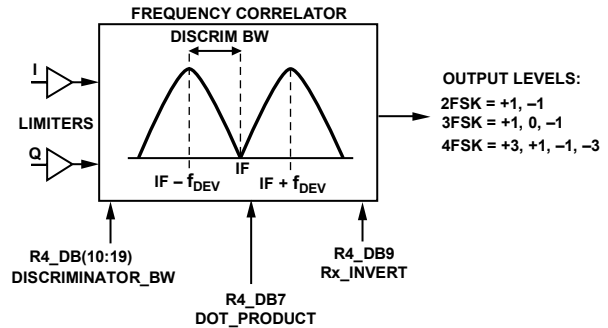 FREQUENCY CORRELATOR
DISCRIM BW
I
LIMITERS
Q
IF
IF – fDEV
IF + fDEV
OUTPUT LEVELS:
2FSK = +1, –1
3FSK = +1, 0, –1
4FSK = +3, +1, –1, –3
R4_DB(10:19)
DISCRIMINATOR_BW
R4_DB7
DOT_PRODUCT
R4_DB9
Rx_INVERT